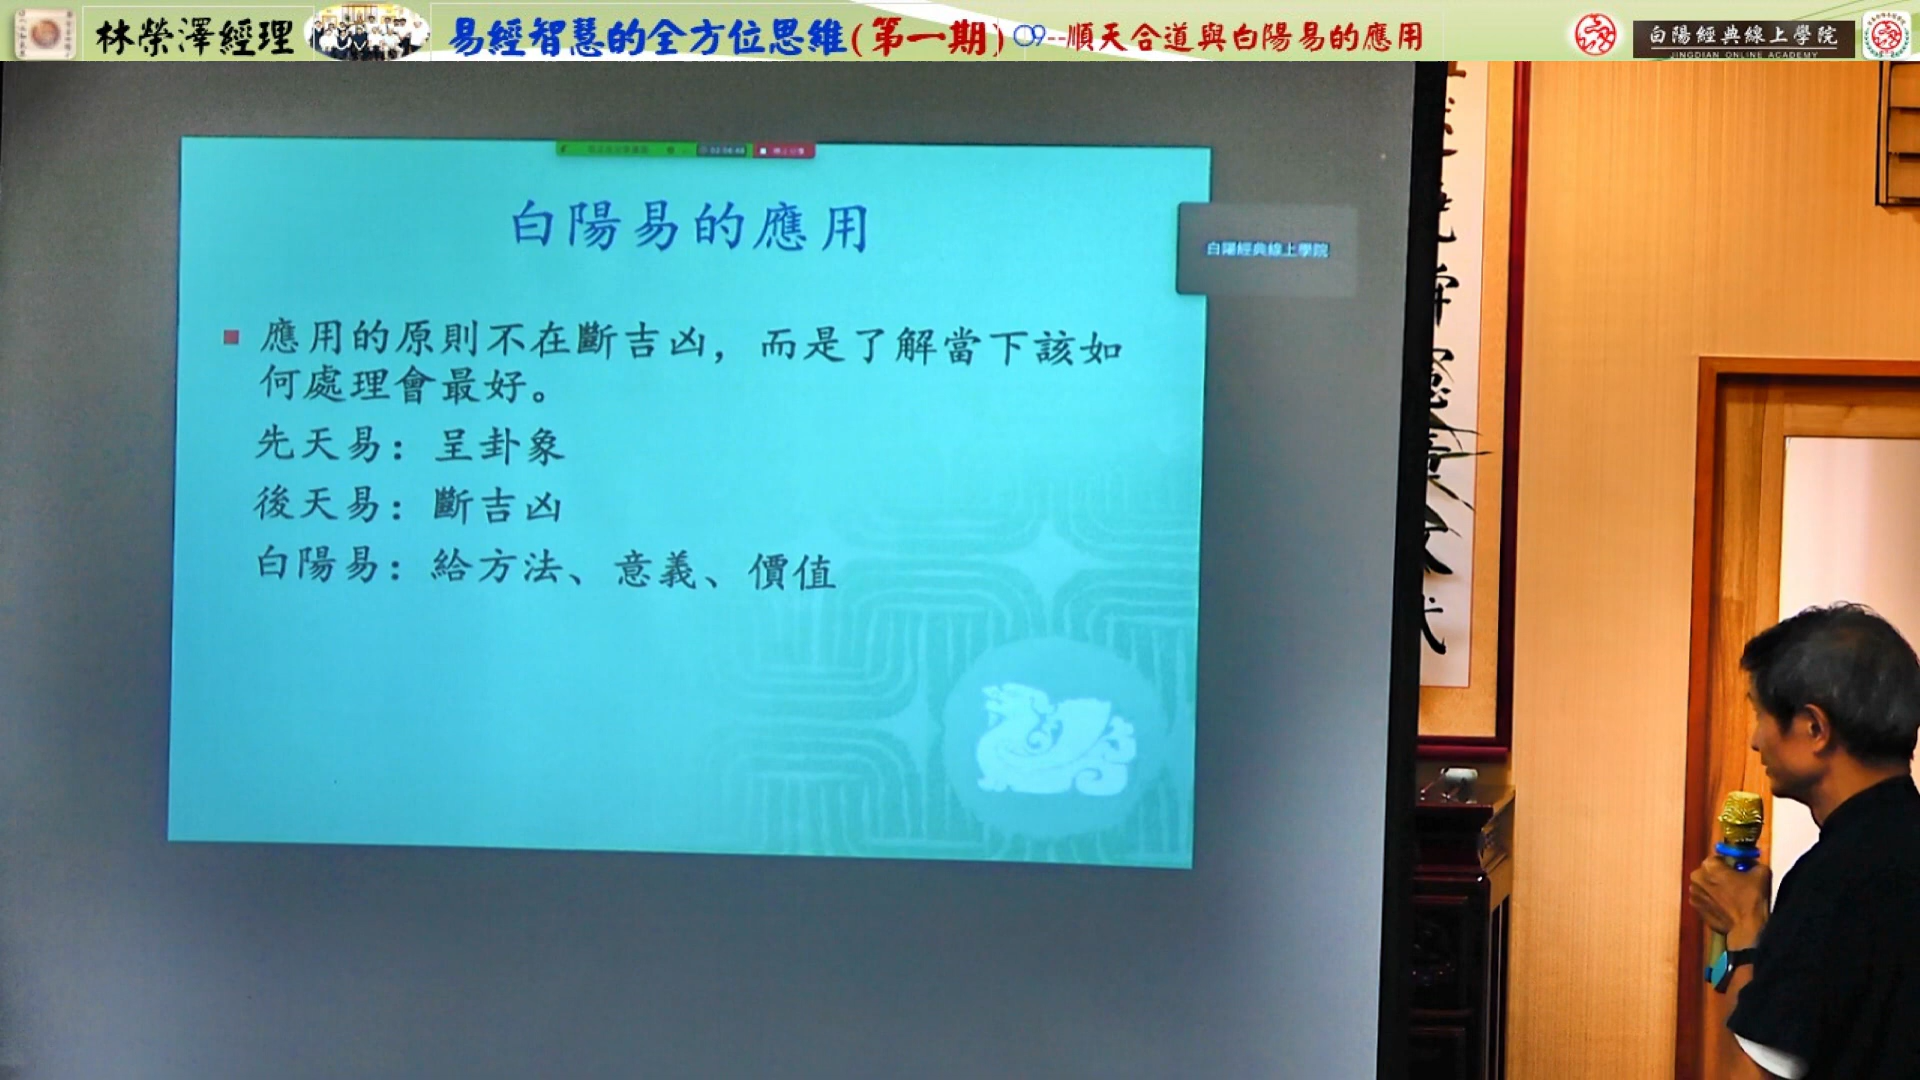 林榮澤經理
易經智慧的全方位思維(第一期)09--順天合道與白陽易的應用
白陽經典線上學院
JINGDIAN ONLINE ACADEMY
白陽易的應用
白陽經典線上學院
應用的原則不在斷吉凶，而是了解當下該如
何處理會最好。
先天易：呈卦象
後天易：斷吉凶
白陽易：給方法、意義、價值